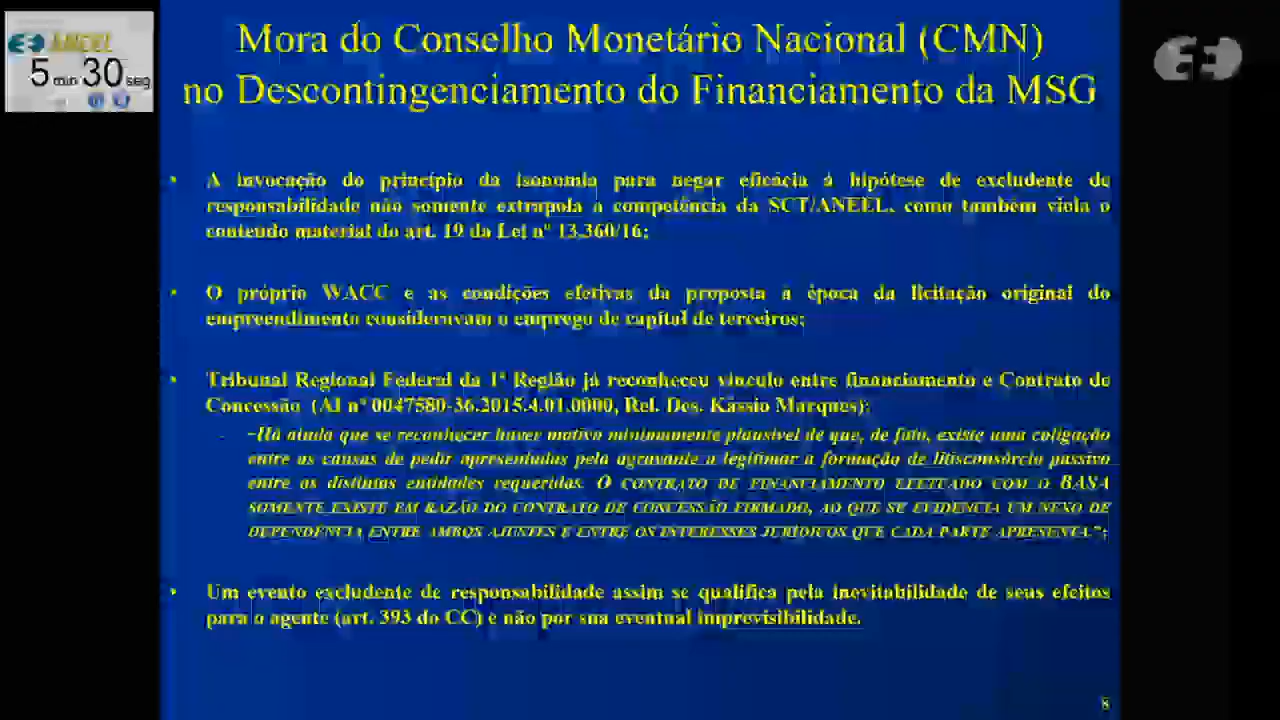 ANEEL
5 min 30 seg
Mora do Conselho Monetário Nacional (CMN)
no Descontingenciamento do Financiamento da MSG
• A invocação do princípio da isonomia para negar eficácia à hipótese de excludente de
responsabilidade não somente extrapola a competência da SCT/ANEEL, como também viola o
conteúdo material do art. 19 da Lei nº 13.360/16;
• O próprio WACC e as condições efetivas da proposta à época da licitação original do
empreendimento consideravam o emprego de capital de terceiros;
• Tribunal Regional Federal da 1ª Região já reconheceu vínculo entre financiamento e Contrato de
Concessão (AI nº 0047580-36.2015.4.01.0000, Rel. Des. Kássio Marques):
- “Há ainda que se reconhecer haver motivo minimamente plausível de que, de fato, existe uma coligação
entre as causas de pedir apresentadas pela agravante a legitimar a formação de litisconsórcio passivo
entre as distintas entidades requeridas. O CONTRATO DE FINANCIAMENTO EFETUADO COM O BASA
SOMENTE EXISTE EM RAZÃO DO CONTRATO DE CONCESSÃO FIRMADO, AO QUE SE EVIDENCIA UM NEXO DE
DEPENDÊNCIA ENTRE AMBOS AJUSTES E ENTRE OS INTERESSES JURÍDICOS QUE CADA PARTE APRESENTA”;
• Um evento excludente de responsabilidade assim se qualifica pela inevitabilidade de seus efeitos
para o agente (art. 393 do CC) e não por sua eventual imprevisibilidade.
8